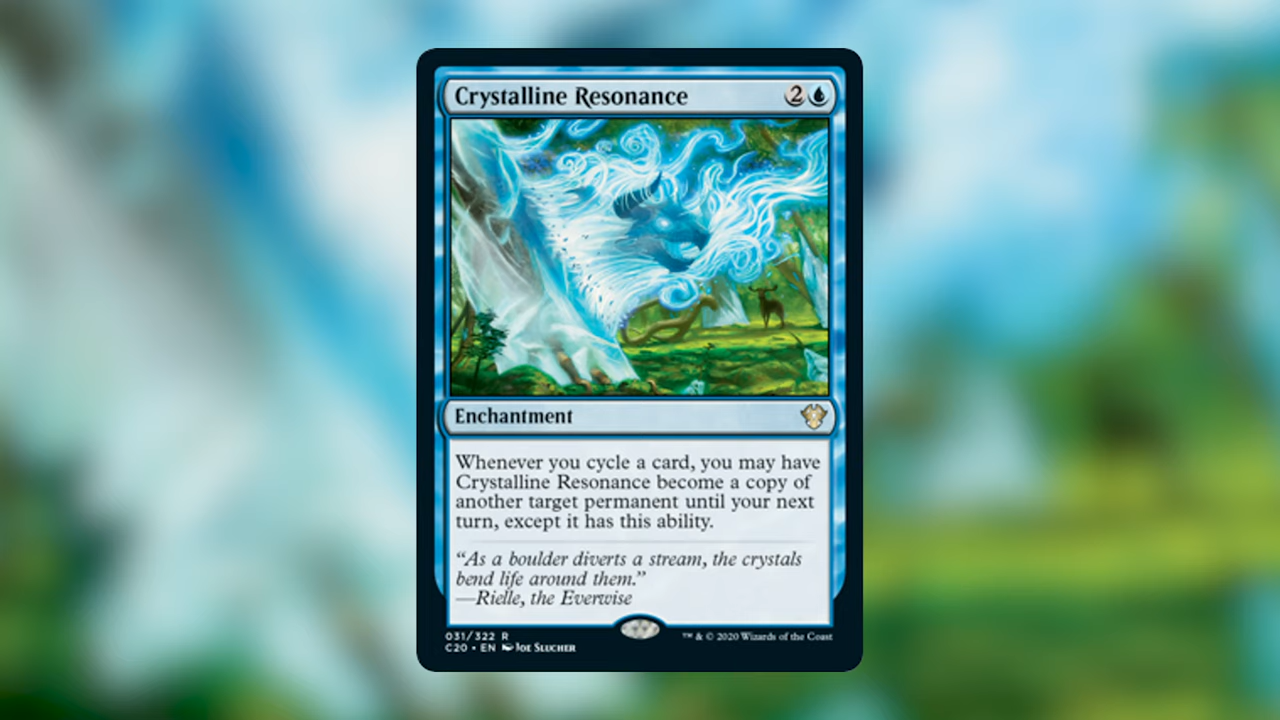 Crystalline Resonance 2
Enchantment
Whenever you cycle a card, you may have
Crystalline Resonance become a copy of
another target permanent until your next
turn, except it has this ability.
“As a boulder diverts a stream, the crystals
bend life around them.”
—Rielle, the Everwise
031/322 R
C20 • EN Joe Slucher
™ & © 2020 Wizards of the Coast